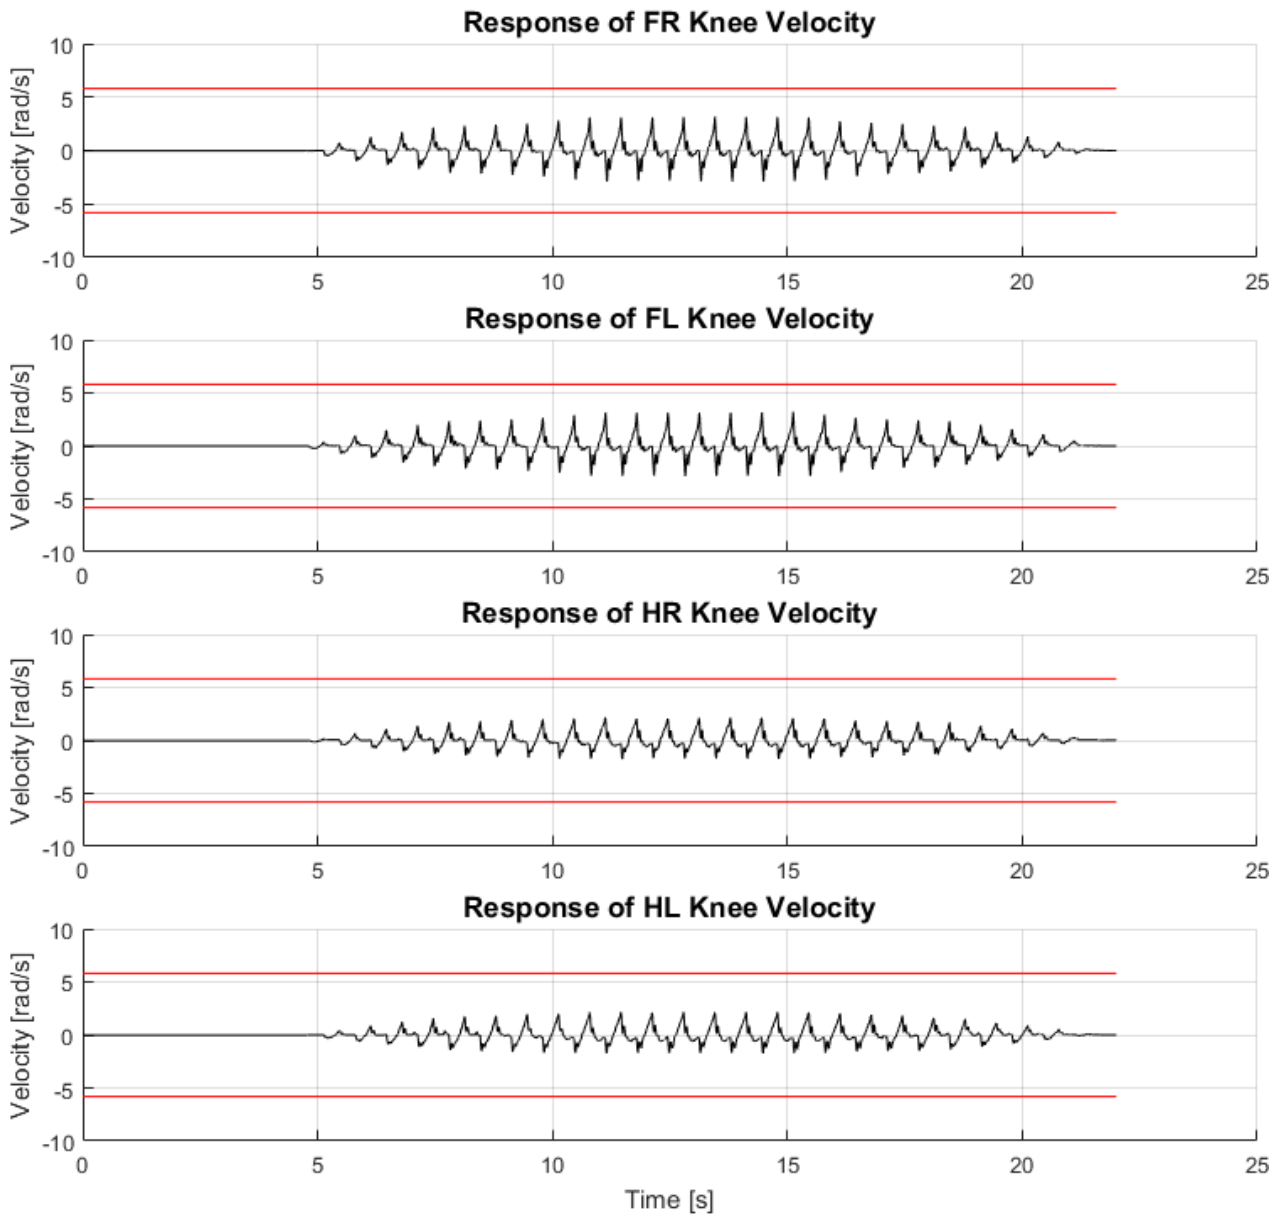 Response of FR Knee Velocity
10
5
0
-5
-10
Velocity [rad/s]
0 5 10 15 20 25
Response of FL Knee Velocity
10
5
0
-5
-10
Velocity [rad/s]
0 5 10 15 20 25
Response of HR Knee Velocity
10
5
0
-5
-10
Velocity [rad/s]
0 5 10 15 20 25
Response of HL Knee Velocity
10
5
0
-5
-10
Velocity [rad/s]
0 5 10 15 20 25
Time [s]